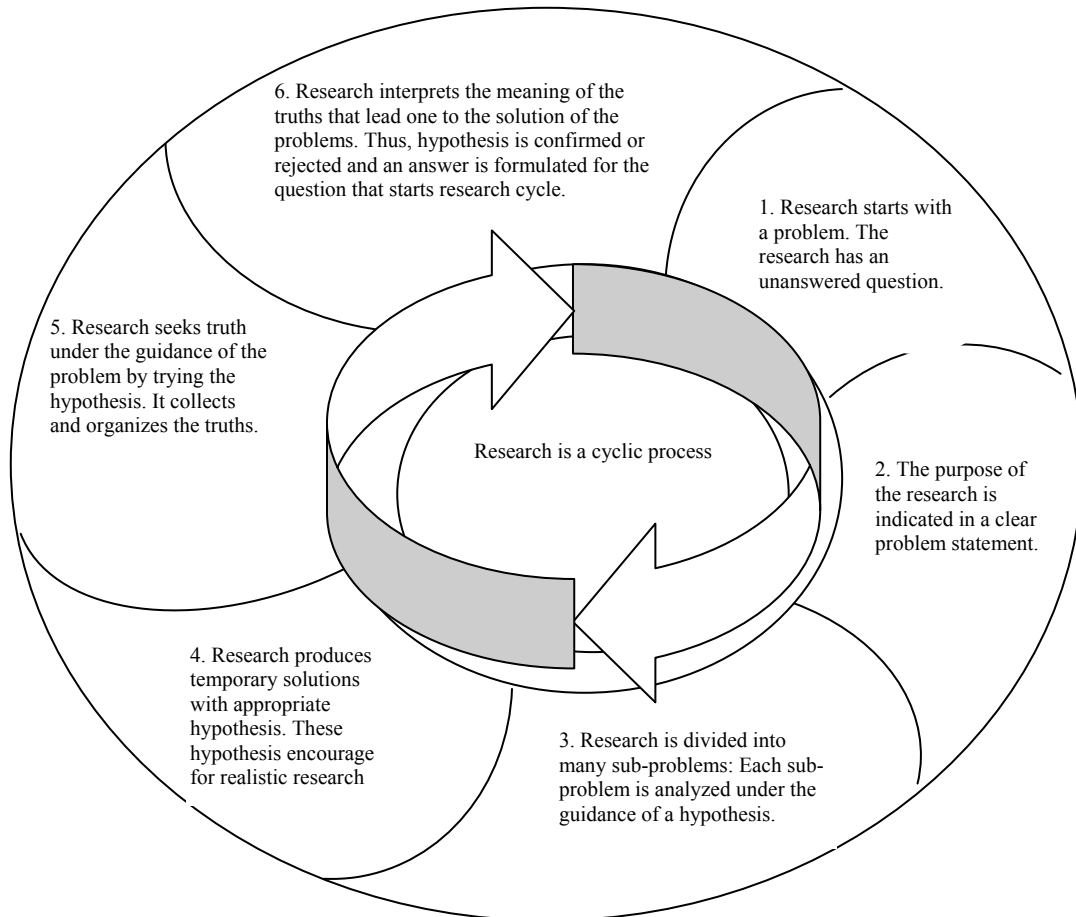 6. Research interprets the meaning of the
truths that lead one to the solution of the
problems. Thus, hypothesis is confirmed or
rejected and an answer is formulated for the
question that starts research cycle.
1. Research starts with
a problem. The
research has an
unanswered question.
5. Research seeks truth
under the guidance of the
problem by trying the
hypothesis. It collects
and organizes the truths.
Research is a cyclic process
2. The purpose of
the research is
indicated in a clear
problem statement.
4. Research produces
temporary solutions
with appropriate
hypothesis. These
hypothesis encourage
for realistic research
3. Research is divided into
many sub-problems: Each sub-
problem is analyzed under the
guidance of a hypothesis.